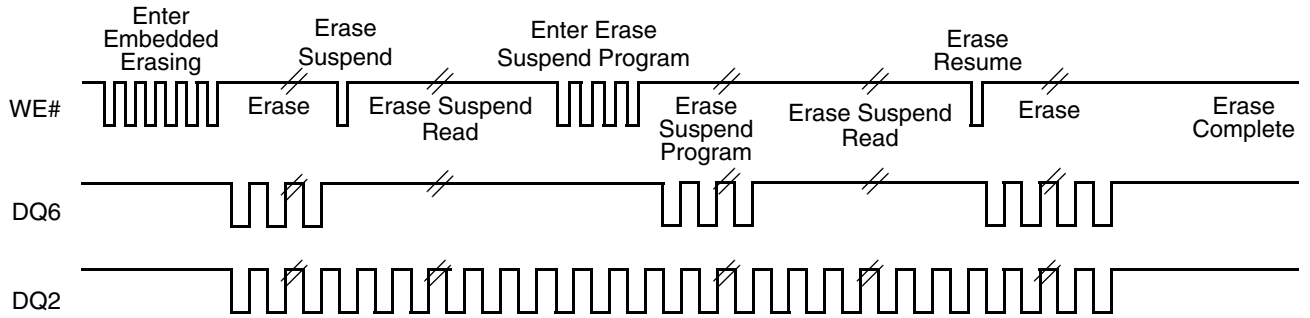 Enter
Embedded
Erasing
Erase
Suspend
Enter Erase
Suspend Program
Erase
Resume
WE#
Erase
Erase Suspend
Read
Erase
Suspend
Program
Erase Suspend
Read
Erase
Erase
Complete
DQ6
DQ2